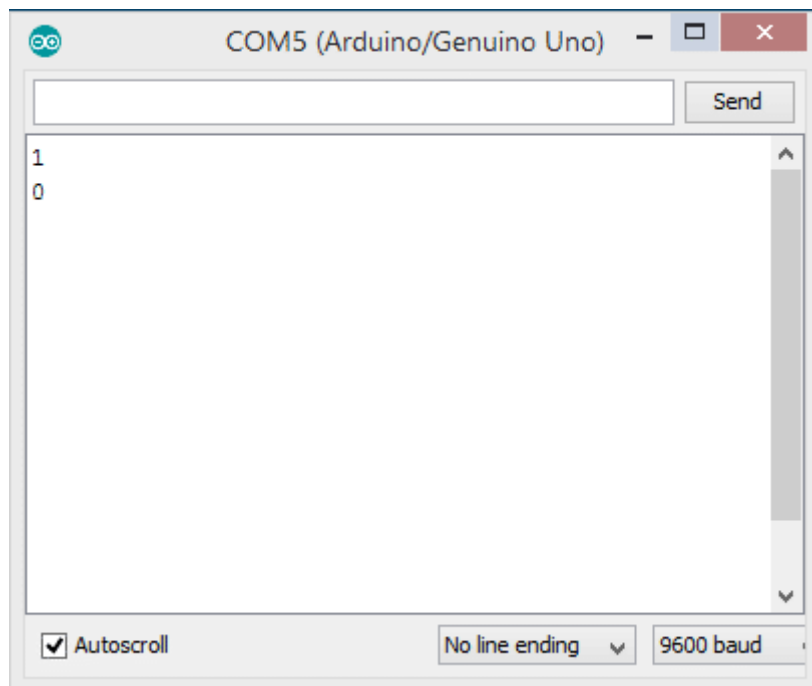 COM5 (Arduino/Genuino Uno)
Send
1
0
Autoscroll
No line ending
9600 baud